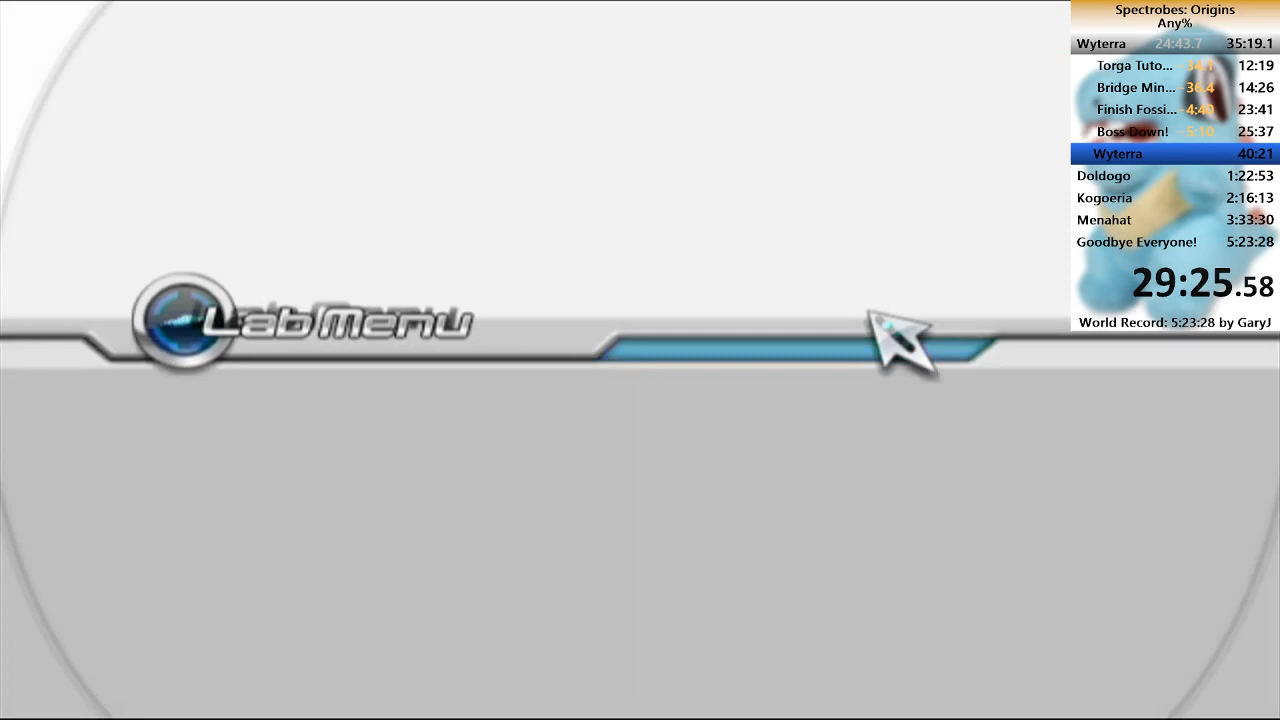 Spectrobes: Origins
Any%
Wyterra 24:43.7 35:19.1
Torga Tuto... -34.1 12:19
Bridge Min... -36.4 14:26
Finish Fossi... -4:40 23:41
Boss Down! -5:10 25:37
Wyterra 40:21
Doldogo 1:22:53
Kogoeria 2:16:13
Menahat 3:33:30
Goodbye Everyone! 5:23:28
29:25.58
World Record: 5:23:28 by GaryJ
Lab Menu